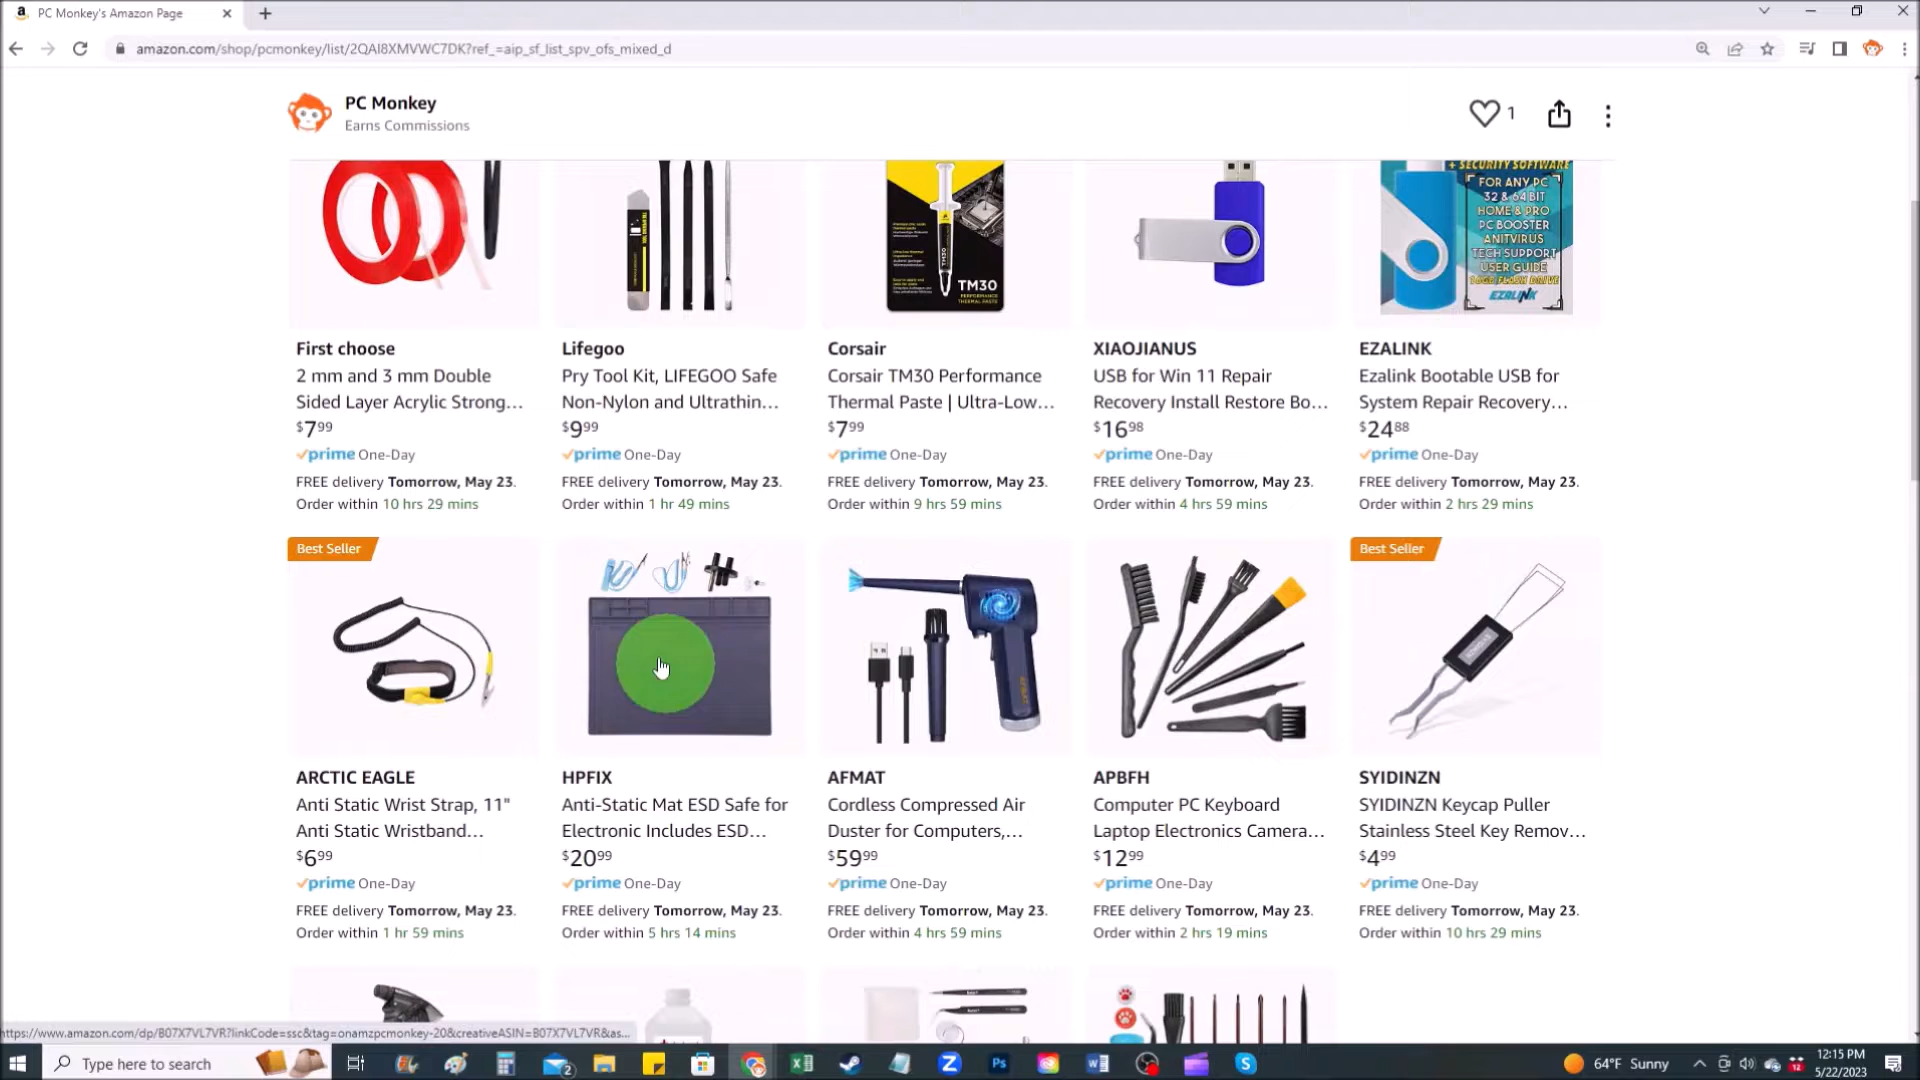 PC Monkey's Amazon Page
amazon.com/shop/pcmonkey/list/2QAI8XMVWC7DK?ref_=aip_sf_list_spv_ofs_mixed_d
PC Monkey
Earns Commissions
1
TM30
PERFORMANCE
THERMAL PASTE
+ SECURITY SOFTWARE
FOR ANY PC
32 & 64 BIT
HOME & PRO
PC BOOSTER
ANITVIRUS
TECH SUPPORT
USER GUIDE
EZALINK
First choose
2 mm and 3 mm Double
Sided Layer Acrylic Strong...
$7.99
prime One-Day
FREE delivery Tomorrow, May 23.
Order within 10 hrs 29 mins
Lifegoo
Pry Tool Kit, LIFEGOO Safe
Non-Nylon and Ultrathin...
$9.99
prime One-Day
FREE delivery Tomorrow, May 23.
Order within 1 hr 49 mins
Corsair
Corsair TM30 Performance
Thermal Paste | Ultra-Low...
$7.99
prime One-Day
FREE delivery Tomorrow, May 23.
Order within 9 hrs 59 mins
XIAOJIANUS
USB for Win 11 Repair
Recovery Install Restore Bo...
$16.98
prime One-Day
FREE delivery Tomorrow, May 23.
Order within 4 hrs 59 mins
EZALINK
Ezalink Bootable USB for
System Repair Recovery...
$24.88
prime One-Day
FREE delivery Tomorrow, May 23.
Order within 2 hrs 29 mins
Best Seller
ARCTIC EAGLE
Anti Static Wrist Strap, 11"
Anti Static Wristband...
$6.99
prime One-Day
FREE delivery Tomorrow, May 23.
Order within 1 hr 59 mins
HPFIX
Anti-Static Mat ESD Safe for
Electronic Includes ESD...
$20.99
prime One-Day
FREE delivery Tomorrow, May 23.
Order within 5 hrs 14 mins
AFMAT
Cordless Compressed Air
Duster for Computers,...
$59.99
prime One-Day
FREE delivery Tomorrow, May 23.
Order within 4 hrs 59 mins
APBFH
Computer PC Keyboard
Laptop Electronics Camera...
$12.99
prime One-Day
FREE delivery Tomorrow, May 23.
Order within 2 hrs 19 mins
Best Seller
SYIDINZN
SYIDINZN Keycap Puller
Stainless Steel Key Remov...
$4.99
prime One-Day
FREE delivery Tomorrow, May 23.
Order within 10 hrs 29 mins
https://www.amazon.com/dp/B07X7VL7VR?linkCode=ssc&tag=onamzpcmonkey-20&creativeASIN=B07X7VL7VR&as...
Type here to search
2
64°F Sunny
12
12:15 PM
5/22/2023